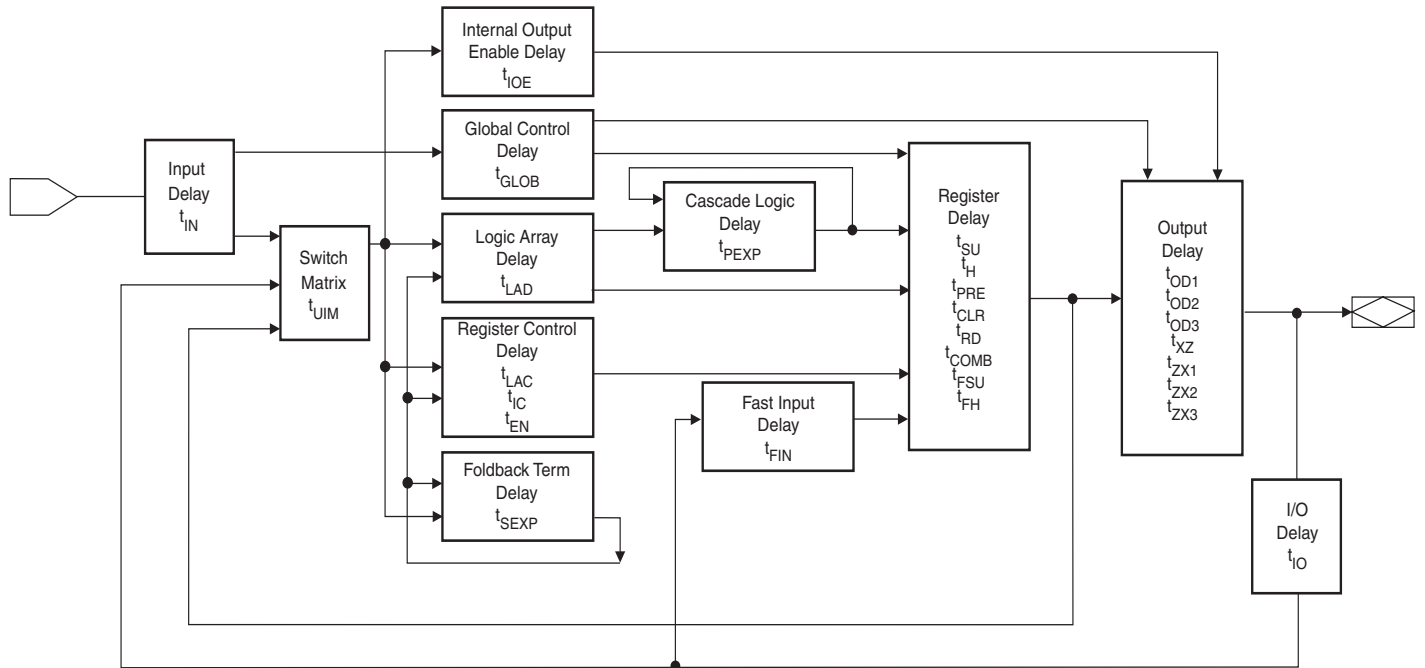 Internal Output
Enable Delay
tIOE
Global Control
Delay
tGLOB
Input
Delay
tIN
Switch
Matrix
tUIM
Logic Array
Delay
tLAD
Cascade Logic
Delay
tPEXP
Register Control
Delay
tLAC
tIC
tEN
Foldback Term
Delay
tSEXP
Fast Input
Delay
tFIN
Register
Delay
tSU
tH
tPRE
tCLR
tRD
tCOMB
tFSU
tFH
Output
Delay
tOD1
tOD2
tOD3
tXZ
tZX1
tZX2
tZX3
I/O
Delay
tIO